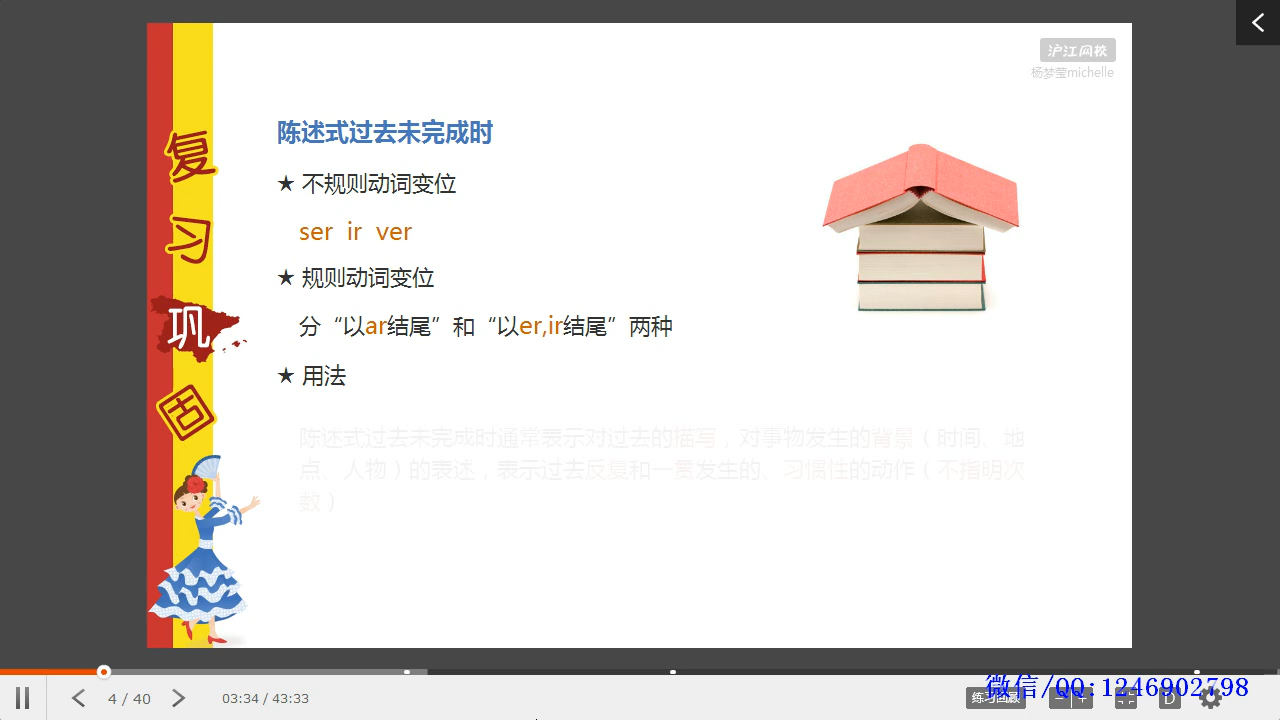 沪江网校
杨梦莹michelle
复习巩固
陈述式过去未完成时
★ 不规则动词变位
ser ir ver
★ 规则动词变位
分“以ar结尾”和“以er,ir结尾”两种
★ 用法
陈述式过去未完成时通常表示对过去的描写，对事物发生的背景（时间、地
点、人物）的表述，表示过去反复和一贯发生的、习惯性的动作（不指明次
数）
4 / 40
03:34 / 43:33
练习回顾
D
微信/QQ:1246902798